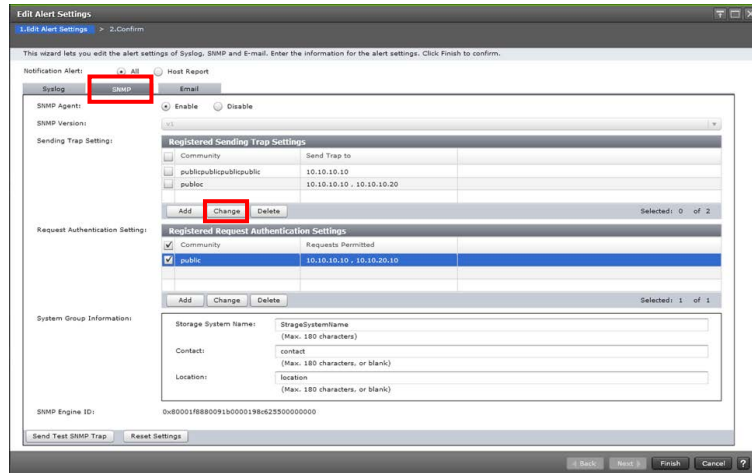 Edit Alert Settings
1.Edit Alert Settings > 2.Confirm
This wizard lets you edit the alert settings of Syslog, SNMP and E-mail. Enter the information for the alert settings. Click Finish to confirm.
Notification Alert: All Host Report
Syslog SNMP Email
SNMP Agent: Enable Disable
SNMP Version: v1
Sending Trap Setting: Registered Sending Trap Settings
Community Send Trap to
publicpublicpublicpublic 10.10.10.10
publoc 10.10.10.10 , 10.10.10.20
Add Change Delete Selected: 0 of 2
Request Authentication Setting: Registered Request Authentication Settings
Community Requests Permitted
public 10.10.10.10 , 10.10.20.10
Add Change Delete Selected: 1 of 1
System Group Information:
Storage System Name: StrageSystemName
(Max. 180 characters)
Contact: contact
(Max. 180 characters, or blank)
Location: location
(Max. 180 characters, or blank)
SNMP Engine ID: 0x80001f8880091b0000198c625500000000
Send Test SNMP Trap Reset Settings
Back Next Finish Cancel ?